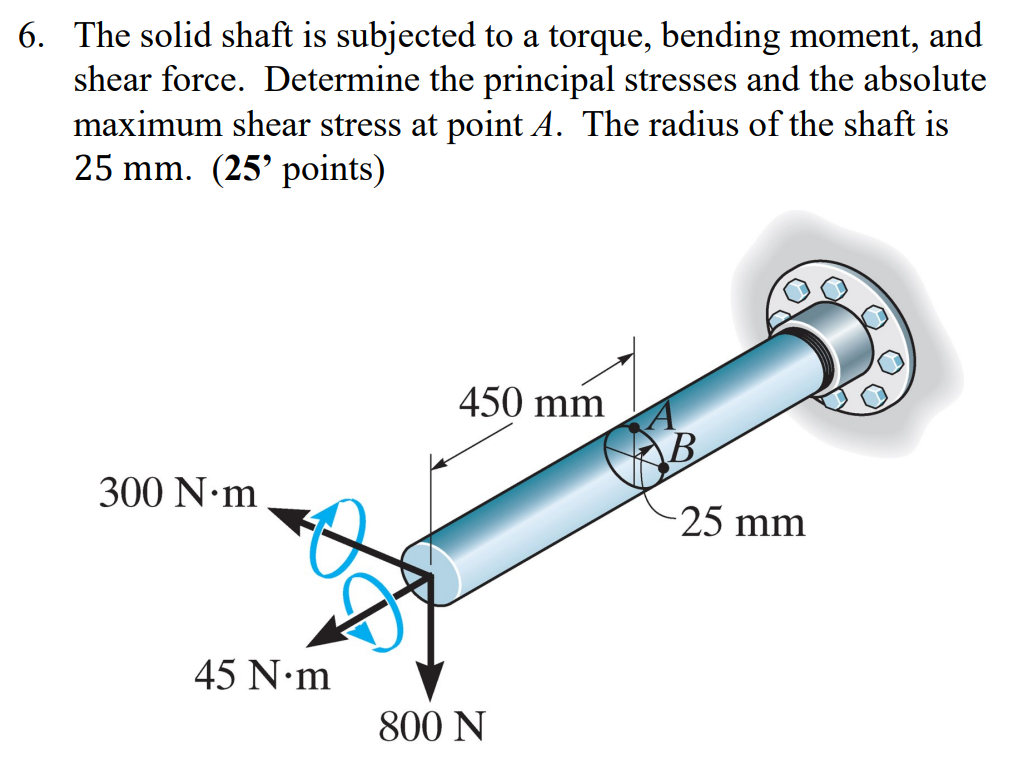 6. The solid shaft is subjected to a torque, bending moment, and
shear force. Determine the principal stresses and the absolute
maximum shear stress at point A. The radius of the shaft is
25 mm. (25’ points)
450 mm
A
B
300 N·m
25 mm
45 N·m
800 N